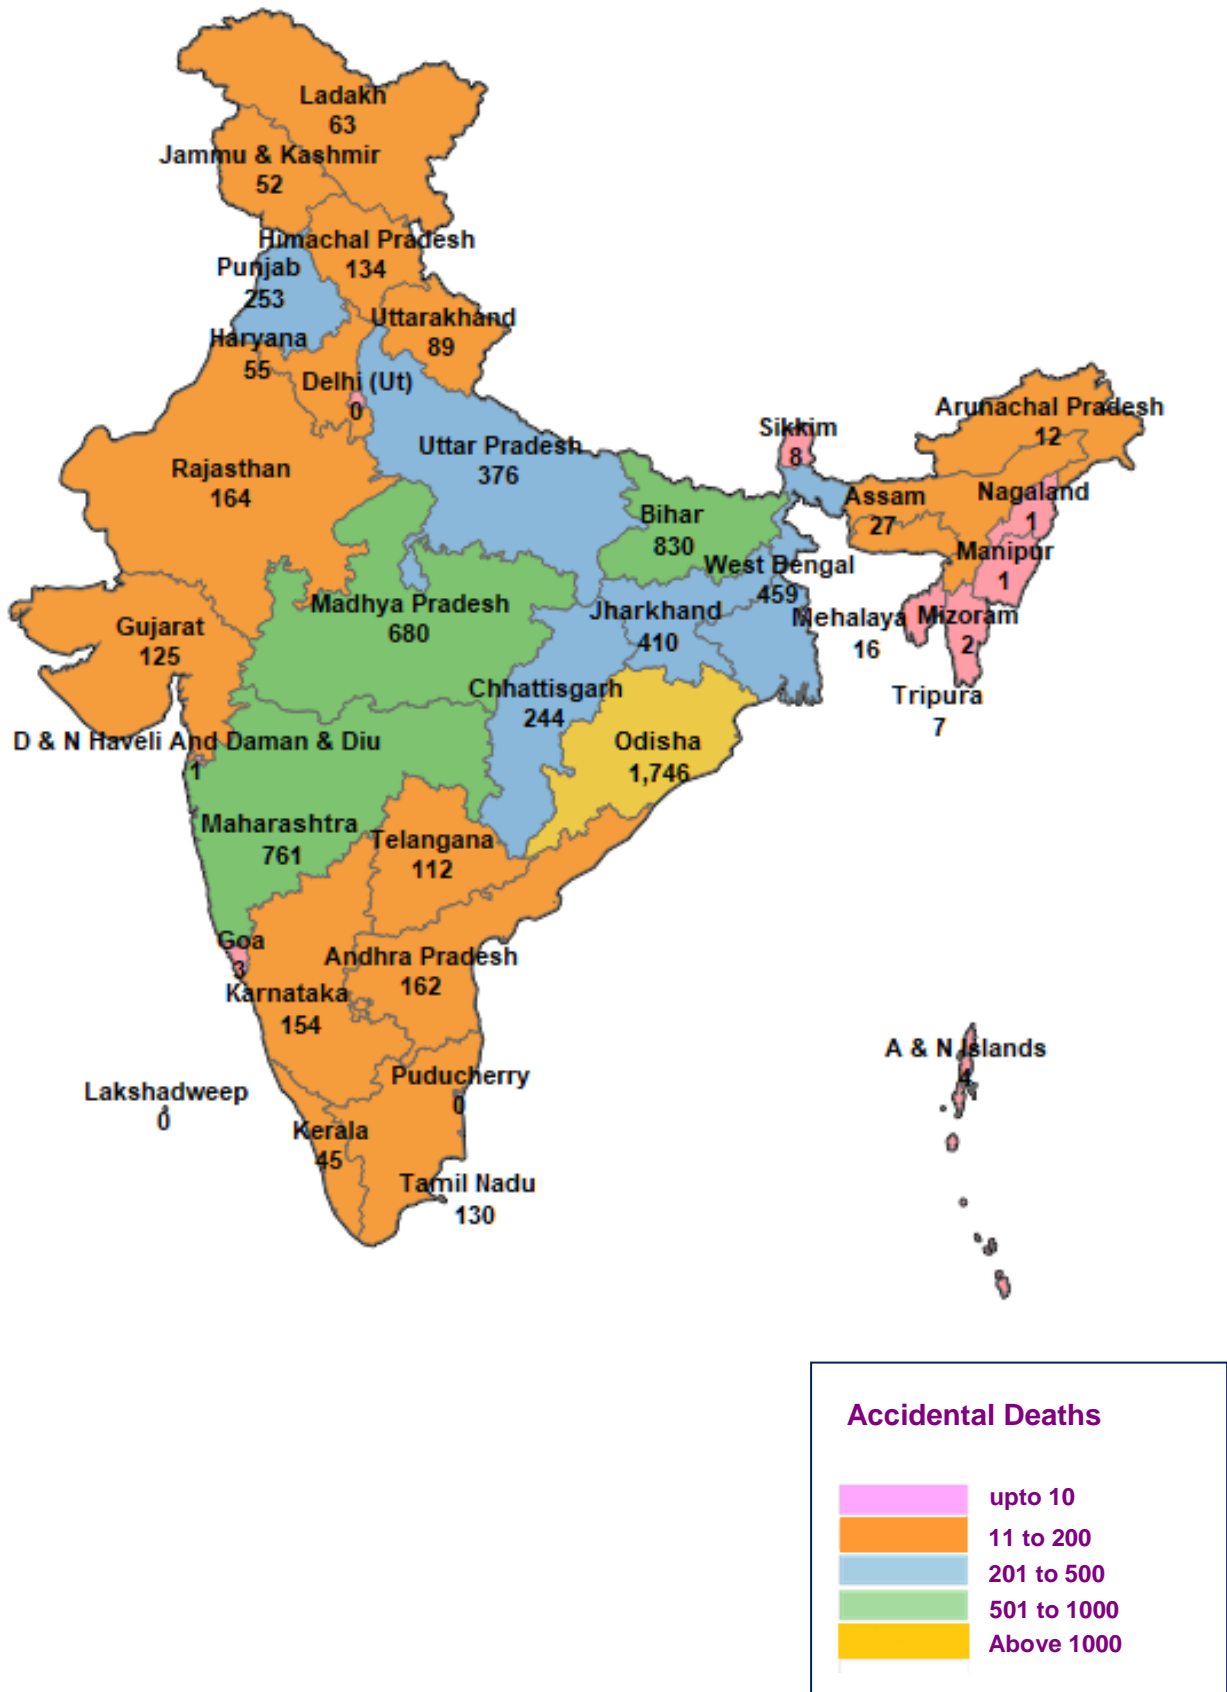 Ladakh
63
Jammu & Kashmir
52
Himachal Pradesh
134
Punjab
253
Uttarakhand
89
Haryana
55
Delhi (Ut)
0
Arunachal Pradesh
12
Sikkim
8
Uttar Pradesh
376
Rajasthan
164
Assam
27
Nagaland
1
Bihar
830
Manipur
1
West Bengal
459
Madhya Pradesh
680
Jharkhand
410
Mehalaya
16
Mizoram
2
Gujarat
125
Chhattisgarh
244
Tripura
7
D & N Haveli And Daman & Diu
1
Odisha
1,746
Maharashtra
761
Telangana
112
Goa
3
Andhra Pradesh
162
Karnataka
154
A & N Islands
4
Puducherry
0
Lakshadweep
0
Kerala
45
Tamil Nadu
130
Accidental Deaths
upto 10
11 to 200
201 to 500
501 to 1000
Above 1000